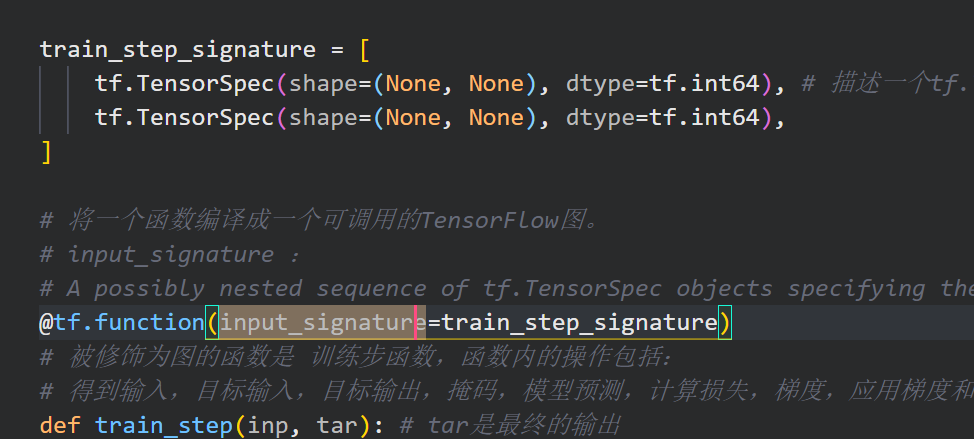 train_step_signature = [
tf.TensorSpec(shape=(None, None), dtype=tf.int64), # 描述一个tf.
tf.TensorSpec(shape=(None, None), dtype=tf.int64),
]
# 将一个函数编译成一个可调用的TensorFlow图。
# input_signature :
# A possibly nested sequence of tf.TensorSpec objects specifying the
@tf.function(input_signature=train_step_signature)
# 被修饰为图的函数是 训练步函数，函数内的操作包括:
# 得到输入，目标输入，目标输出，掩码，模型预测，计算损失，梯度，应用梯度和
def train_step(inp, tar): # tar是最终的输出